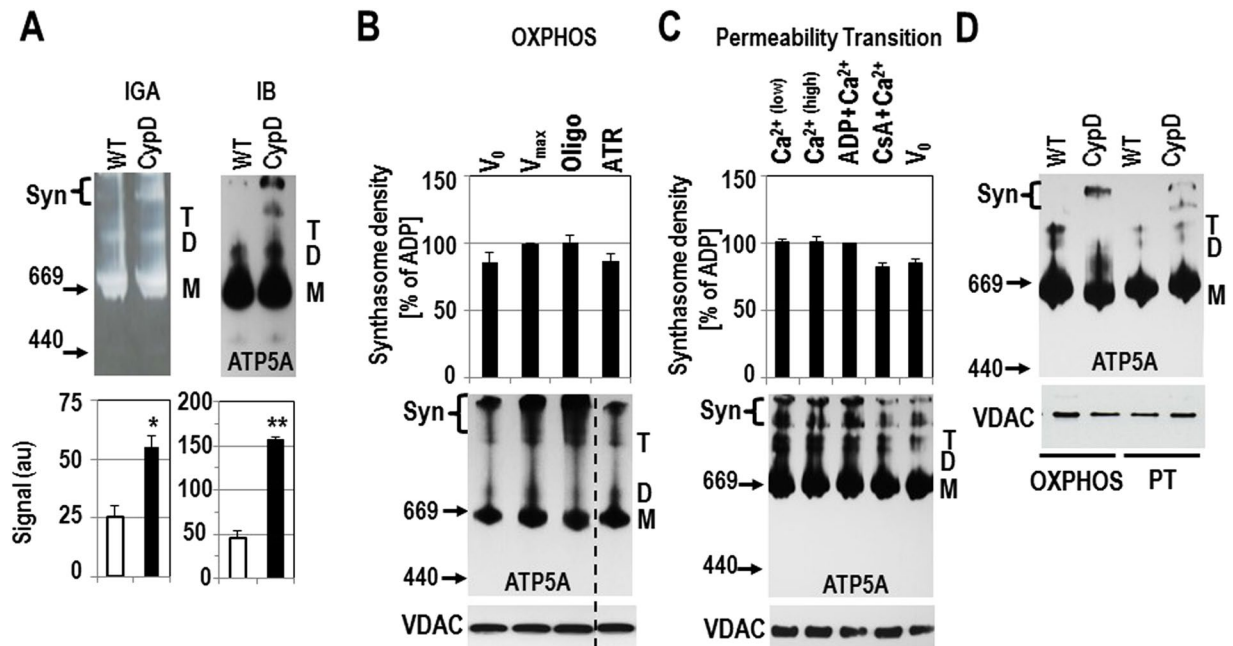 A
IGA IB
WT CypD WT CypD
Syn
T
D
M
T
D
M
669
440
ATP5A
Signal (au)
75
50
25
0
200
150
100
50
0
*
**
B
OXPHOS
V0 Vmax Oligo ATR
Synthasome density
[% of ADP]
150
100
50
0
Syn
T
D
M
669
440
ATP5A
VDAC
C
Permeability Transition
Ca2+ (low) Ca2+ (high) ADP+Ca2+ CsA+Ca2+ V0
Synthasome density
[% of ADP]
150
100
50
0
Syn
T
D
M
669
440
ATP5A
VDAC
D
WT CypD WT CypD
Syn
T
D
M
669
440
ATP5A
VDAC
OXPHOS PT